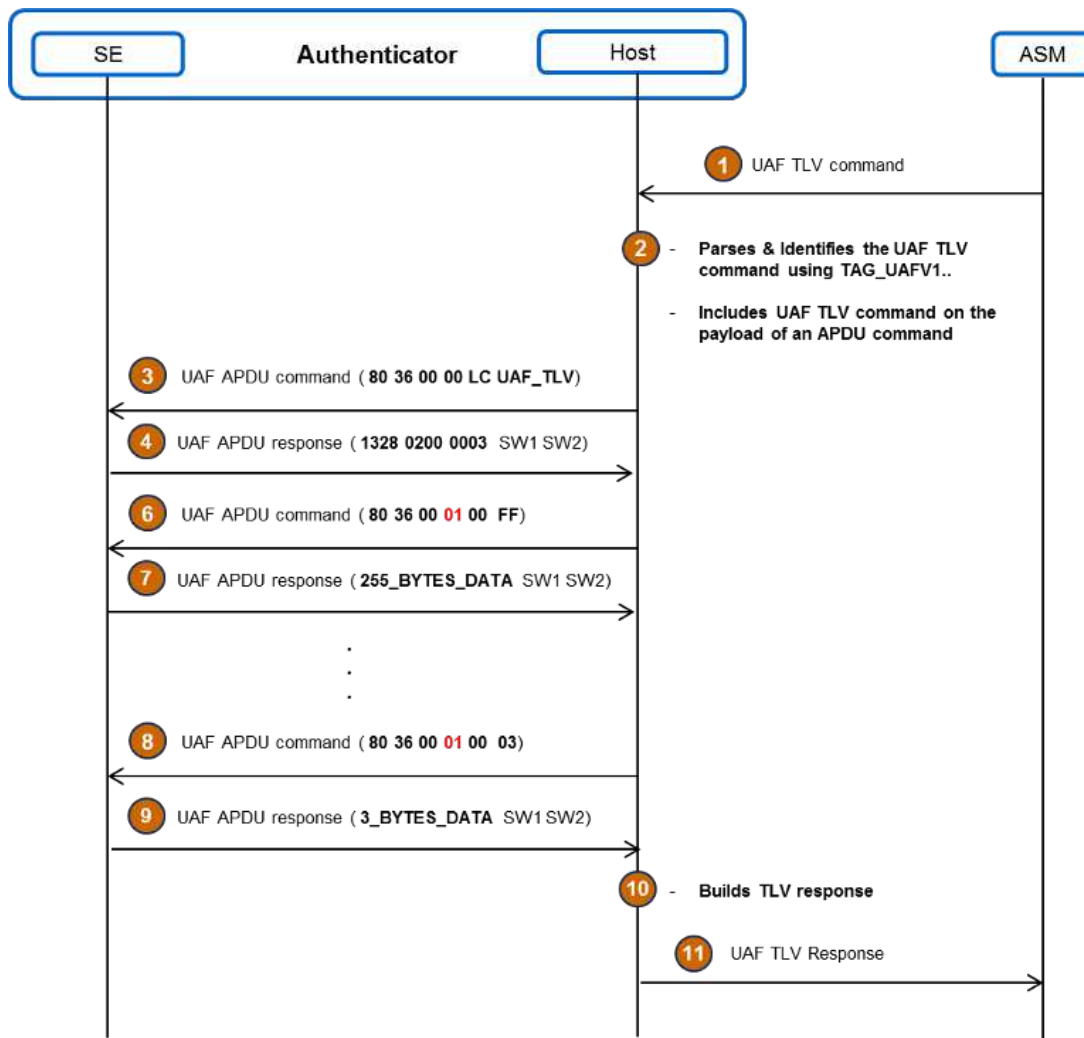 SE
Authenticator
Host
ASM
1 UAF TLV command
2 - Parses & Identifies the UAF TLV
command using TAG_UAFV1..
- Includes UAF TLV command on the
payload of an APDU command
3 UAF APDU command ( 80 36 00 00 LC UAF_TLV)
4 UAF APDU response ( 1328 0200 0003 SW1 SW2)
6 UAF APDU command ( 80 36 00 01 00 FF)
7 UAF APDU response ( 255_BYTES_DATA SW1 SW2)
.
.
.
8 UAF APDU command ( 80 36 00 01 00 03)
9 UAF APDU response ( 3_BYTES_DATA SW1 SW2)
10 - Builds TLV response
11 UAF TLV Response